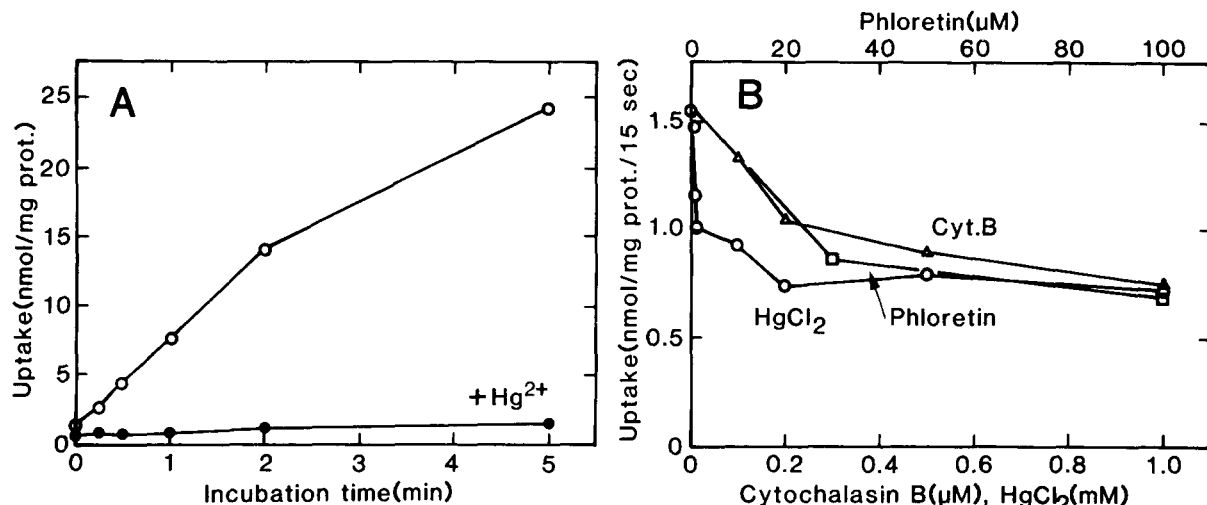 A
Uptake(nmol/mg prot.)
25
20
15
10
5
0
+Hg²⁺
0 1 2 3 4 5
Incubation time(min)
Phloretin(μM)
0 20 40 60 80 100
B
Uptake(nmol/mg prot./15 sec)
1.5
1.0
0.5
0
Cyt.B
HgCl₂
Phloretin
0 0.2 0.4 0.6 0.8 1.0
Cytochalasin B(μM), HgCl₂(mM)